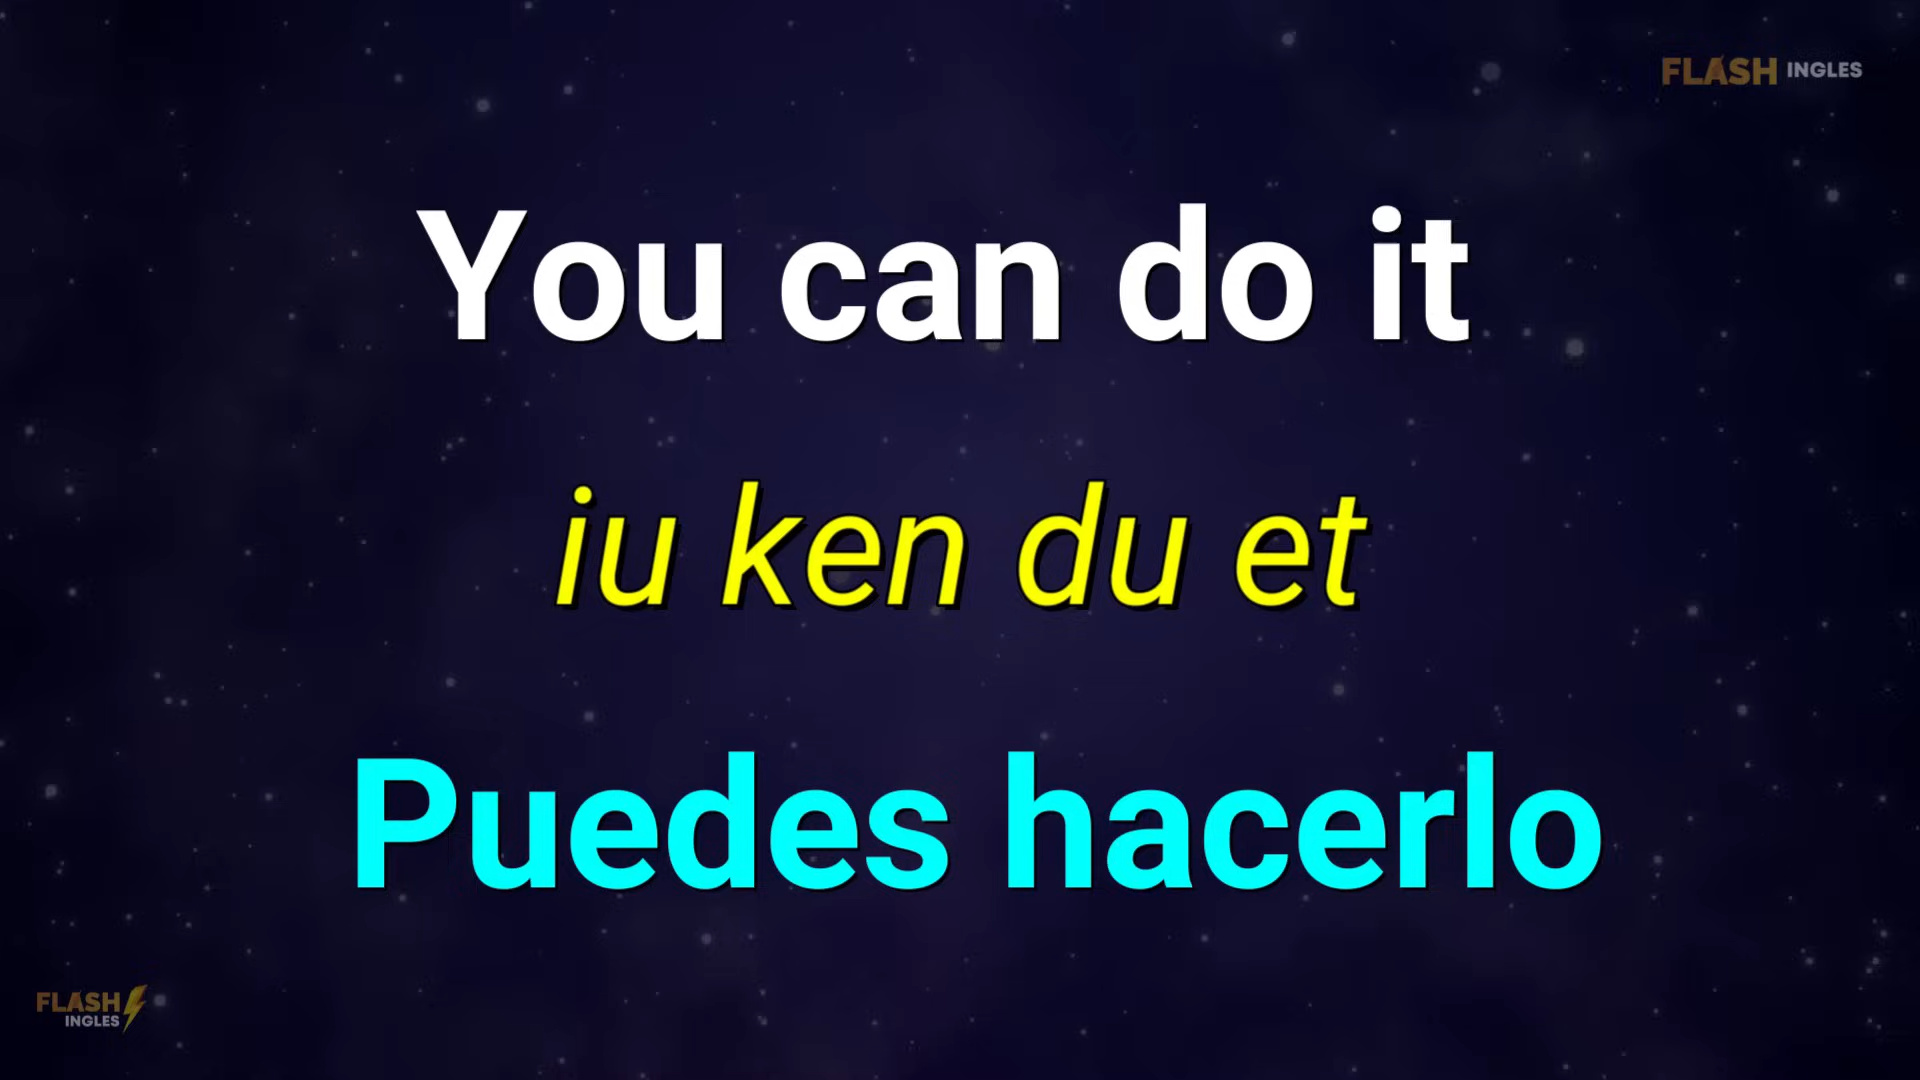 FLASH INGLES
You can do it
iu ken du et
Puedes hacerlo
FLASH
INGLES